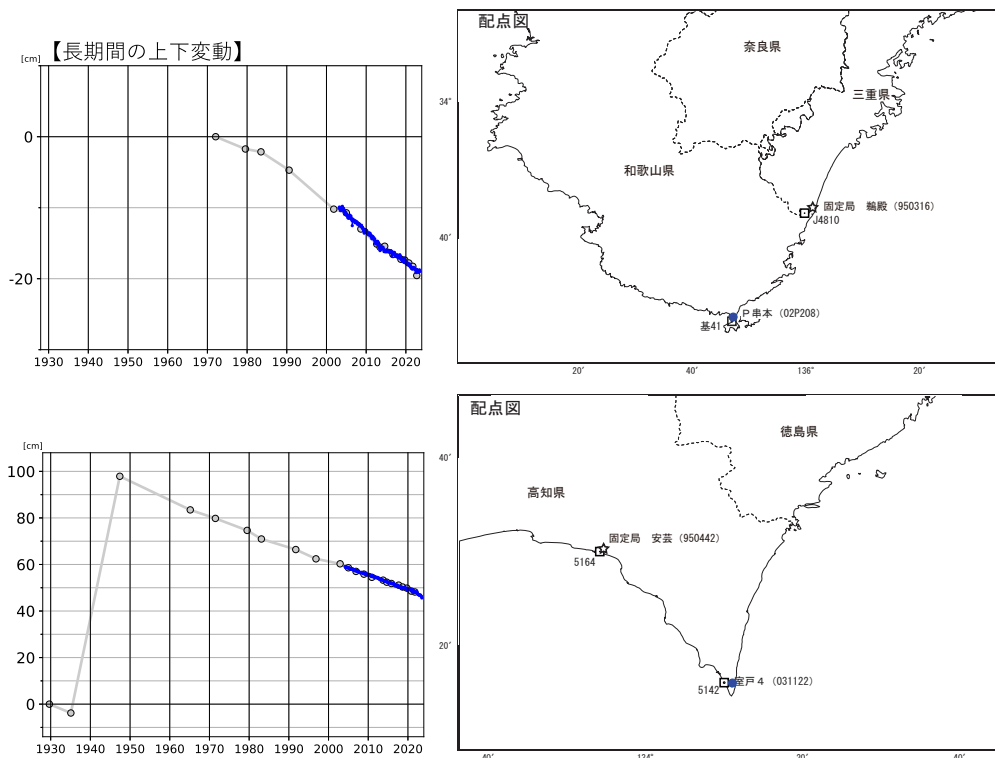 【長期間の上下変動】
[cm]
0
-20
1930 1940 1950 1960 1970 1980 1990 2000 2010 2020
配点図
奈良県
三重県
和歌山県
34°
40′
固定局 鵜殿（950316）
J4810
Ｐ串本（02P208）
基41
20′ 40′ 136° 20′
[cm]
100
80
60
40
20
0
1930 1940 1950 1960 1970 1980 1990 2000 2010 2020
配点図
徳島県
高知県
40′
固定局 安芸（950442）
5164
20′
5142
室戸４（031122）
40′ 134° 20′ 40′